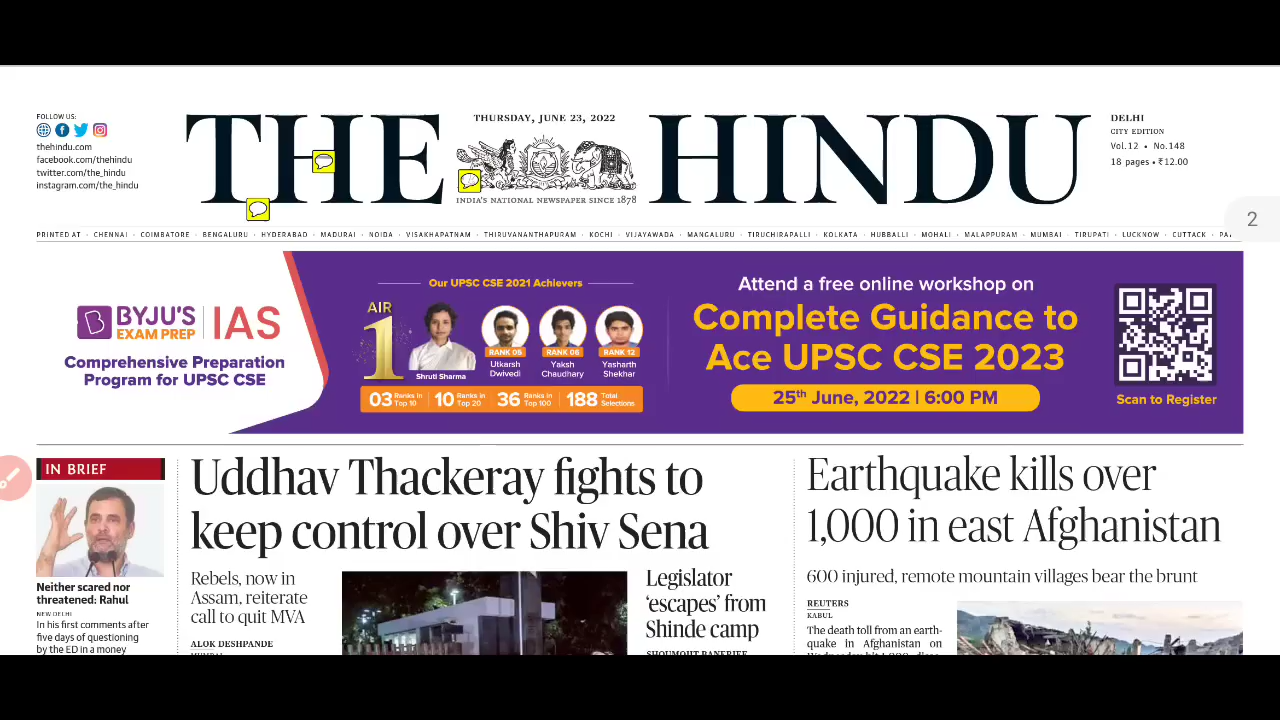 FOLLOW US:
thehindu.com
facebook.com/thehindu
twitter.com/the_hindu
instagram.com/the_hindu
THE HINDU
THURSDAY, JUNE 23, 2022
INDIA'S NATIONAL NEWSPAPER SINCE 1878
DELHI
CITY EDITION
Vol.12 • No.148
18 pages • ₹12.00
2
PRINTED AT · CHENNAI · COIMBATORE · BENGALURU · HYDERABAD · MADURAI · NOIDA · VISAKHAPATNAM · THIRUVANANTHAPURAM · KOCHI · VIJAYAWADA · MANGALURU · TIRUCHIRAPALLI · KOLKATA · HUBBALLI · MOHALI · MALAPPURAM · MUMBAI · TIRUPATI · LUCKNOW · CUTTACK ·
BYJU'S
EXAM PREP
IAS
Comprehensive Preparation
Program for UPSC CSE
Our UPSC CSE 2021 Achievers
AIR
1
Shruti Sharma
RANK 05
Utkarsh
Dwivedi
RANK 06
Yaksh
Chaudhary
RANK 12
Yasharth
Shekhar
03 Ranks in Top 10
10 Ranks in Top 20
36 Ranks in Top 100
188 Total Selections
Attend a free online workshop on
Complete Guidance to
Ace UPSC CSE 2023
25th June, 2022 | 6:00 PM
Scan to Register
IN BRIEF
Neither scared nor
threatened: Rahul
NEW DELHI
In his first comments after
five days of questioning
by the ED in a money
Uddhav Thackeray fights to
keep control over Shiv Sena
Rebels, now in
Assam, reiterate
call to quit MVA
ALOK DESHPANDE
Legislator
'escapes' from
Shinde camp
Earthquake kills over
1,000 in east Afghanistan
600 injured, remote mountain villages bear the brunt
REUTERS
KABUL
The death toll from an earth-
quake in Afghanistan on